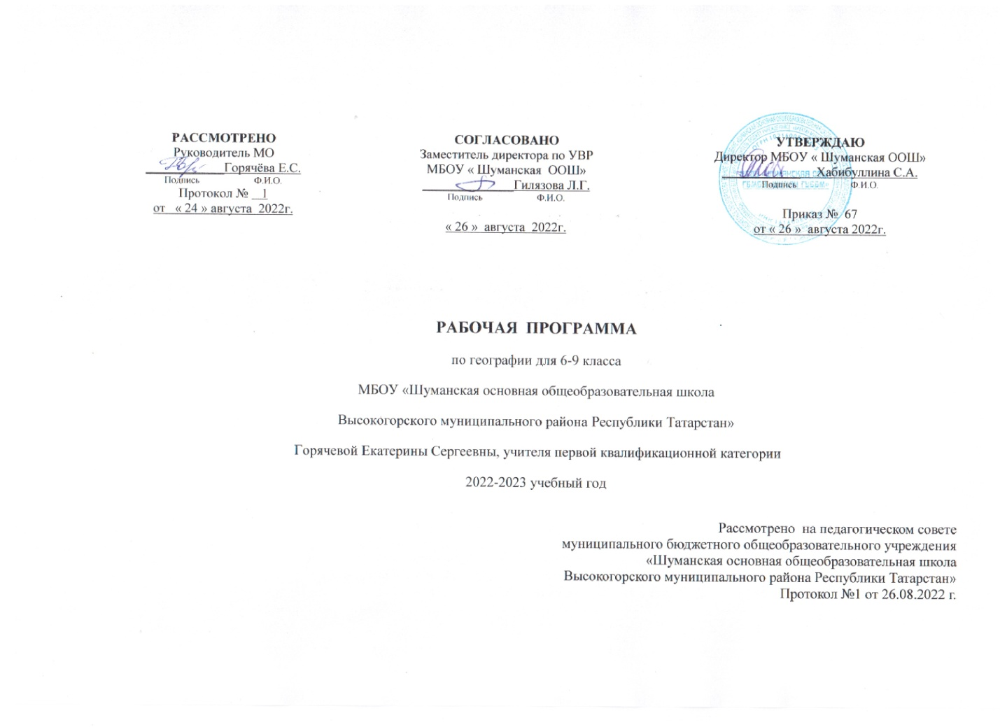 РАССМОТРЕНО
Руководитель МО
Горячёва Е.С.
Подпись Ф.И.О.
Протокол № 1
от « 24 » августа 2022г.
СОГЛАСОВАНО
Заместитель директора по УВР
МБОУ « Шуманская ООШ»
Гилязова Л.Г.
Подпись Ф.И.О.
« 26 » августа 2022г.
УТВЕРЖДАЮ
Директор МБОУ « Шуманская ООШ»
Хабибуллина С.А.
Подпись Ф.И.О.
Приказ № 67
от « 26 » августа 2022г.
РАБОЧАЯ ПРОГРАММА
по географии для 6-9 класса
МБОУ «Шуманская основная общеобразовательная школа
Высокогорского муниципального района Республики Татарстан»
Горячевой Екатерины Сергеевны, учителя первой квалификационной категории
2022-2023 учебный год
Рассмотрено на педагогическом совете
муниципального бюджетного общеобразовательного учреждения
«Шуманская основная общеобразовательная школа
Высокогорского муниципального района Республики Татарстан»
Протокол №1 от 26.08.2022 г.